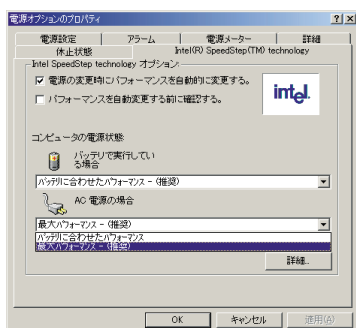 電源オプションのプロパティ
電源設定 アラーム 電源メーター 詳細
休止状態 Intel(R) SpeedStep(TM) technology
Intel SpeedStep technology オプション:
電源の変更時にパフォーマンスを自動的に変更する。
パフォーマンスを自動変更する前に確認する。
intel.
コンピュータの電源状態:
バッテリで実行してい
る場合
バッテリに合わせたパフォーマンス - (推奨)
AC 電源の場合
最大パフォーマンス - (推奨)
バッテリに合わせたパフォーマンス
最大パフォーマンス - (推奨)
詳細...
OK キャンセル 適用(A)